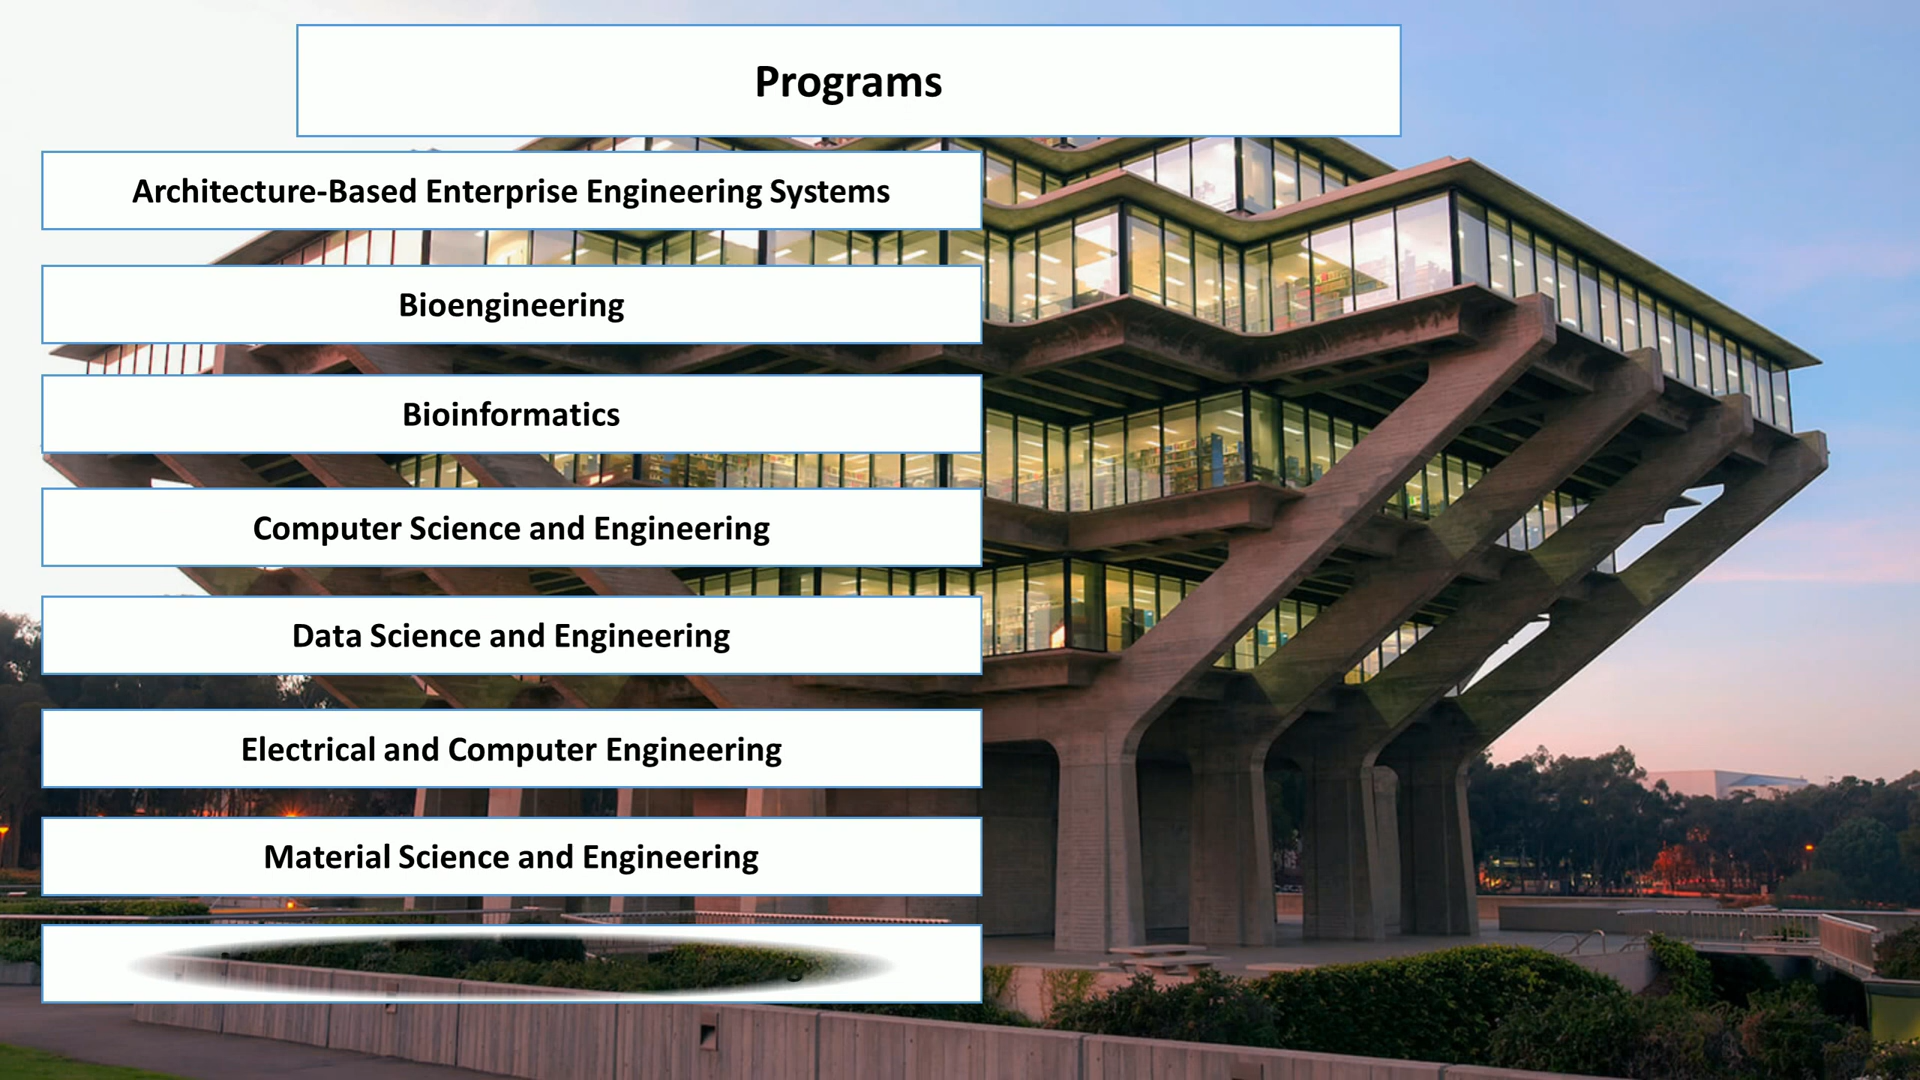 Programs
Architecture-Based Enterprise Engineering Systems
Bioengineering
Bioinformatics
Computer Science and Engineering
Data Science and Engineering
Electrical and Computer Engineering
Material Science and Engineering